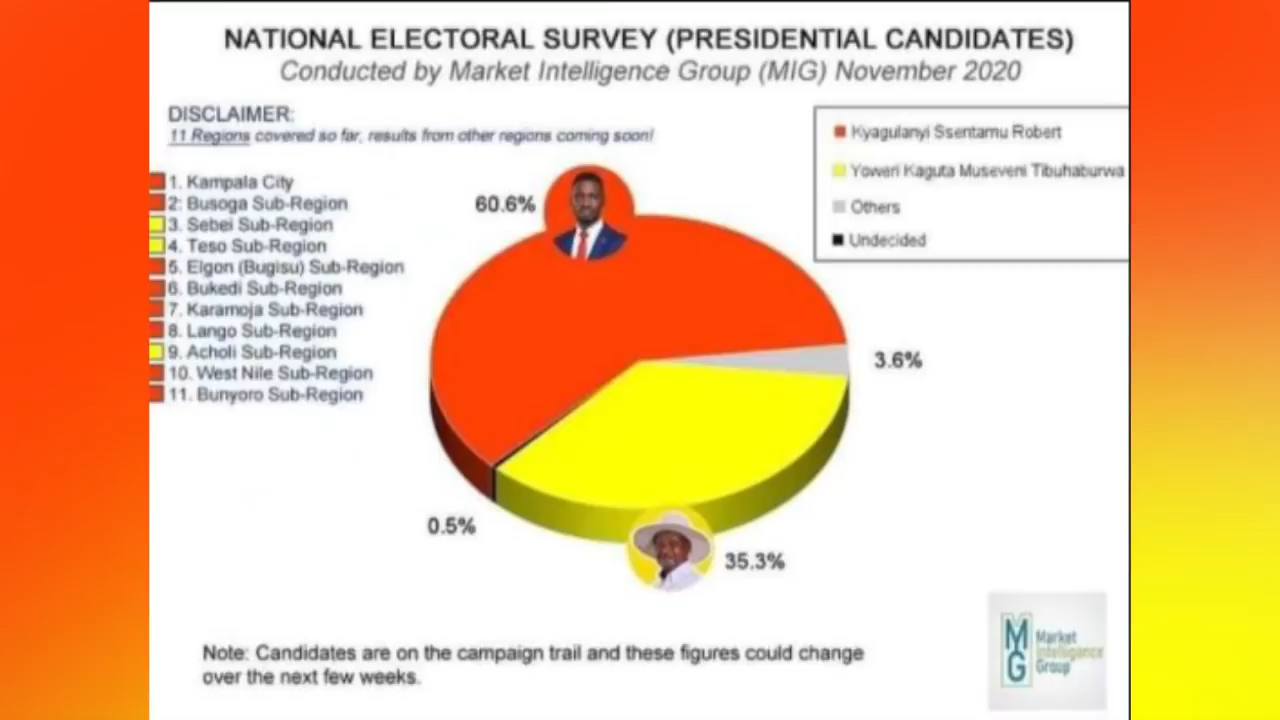 NATIONAL ELECTORAL SURVEY (PRESIDENTIAL CANDIDATES)
Conducted by Market Intelligence Group (MIG) November 2020
DISCLAIMER:
11 Regions covered so far, results from other regions coming soon!
1. Kampala City
2: Busoga Sub-Region
3. Sebei Sub-Region
4. Teso Sub-Region
5. Elgon (Bugisu) Sub-Region
6. Bukedi Sub-Region
7. Karamoja Sub-Region
8. Lango Sub-Region
9. Acholi Sub-Region
10. West Nile Sub-Region
11. Bunyoro Sub-Region
Kyagulanyi Ssentamu Robert
Yoweri Kaguta Museveni Tibuhaburwa
Others
Undecided
60.6%
3.6%
0.5%
35.3%
Note: Candidates are on the campaign trail and these figures could change
over the next few weeks.
MIG
Market
Intelligence
Group